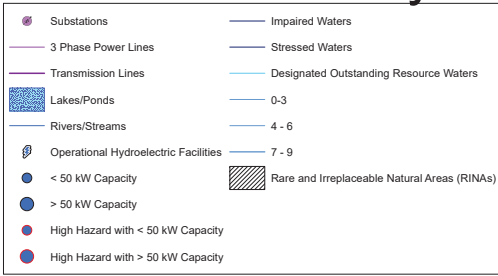 Substations
3 Phase Power Lines
Transmission Lines
Lakes/Ponds
Rivers/Streams
Operational Hydroelectric Facilities
< 50 kW Capacity
> 50 kW Capacity
High Hazard with < 50 kW Capacity
High Hazard with > 50 kW Capacity
Impaired Waters
Stressed Waters
Designated Outstanding Resource Waters
0-3
4 - 6
7 - 9
Rare and Irreplaceable Natural Areas (RINAs)